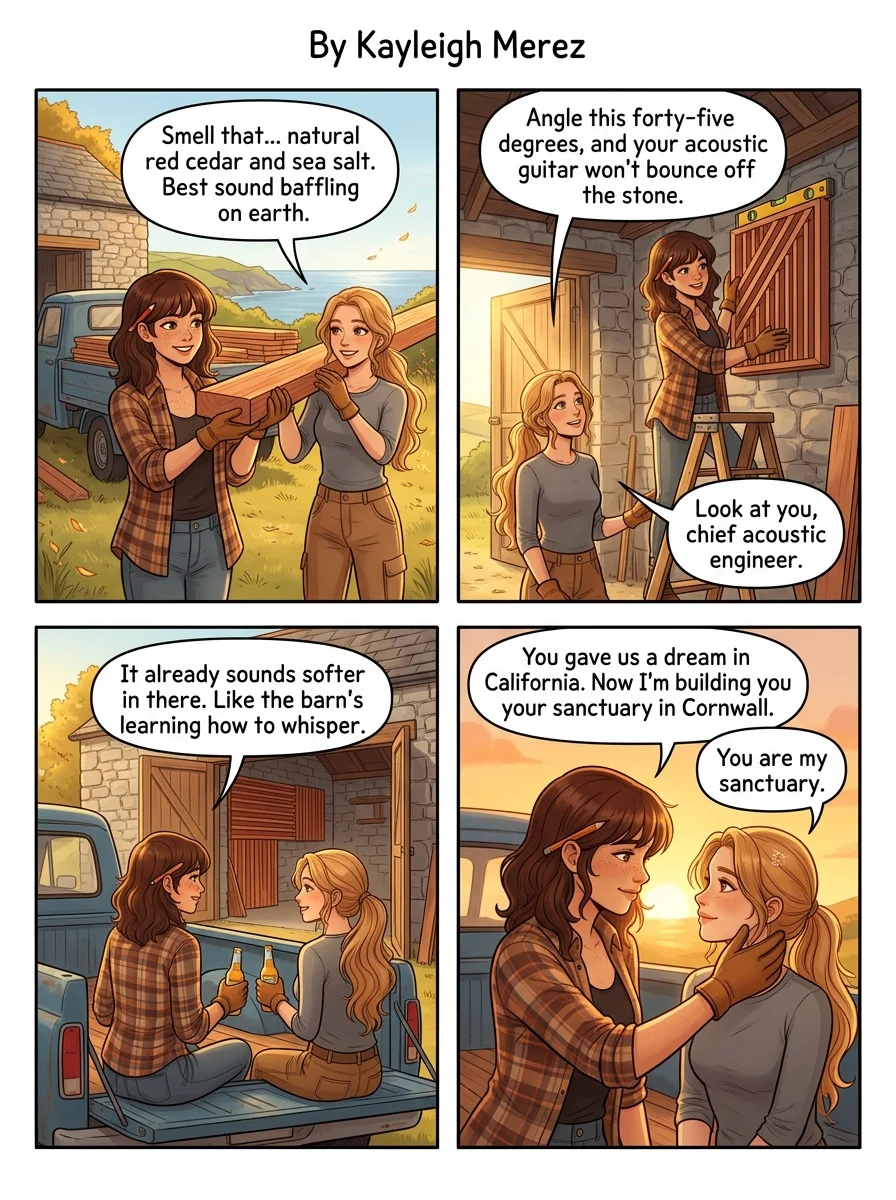 By Kayleigh Merez
Smell that... natural
red cedar and sea salt.
Best sound baffling
on earth.
Angle this forty-five
degrees, and your acoustic
guitar won't bounce off
the stone.
Look at you,
chief acoustic
engineer.
It already sounds softer
in there. Like the barn's
learning how to whisper.
You gave us a dream in
California. Now I'm building you
your sanctuary in Cornwall.
You are my
sanctuary.